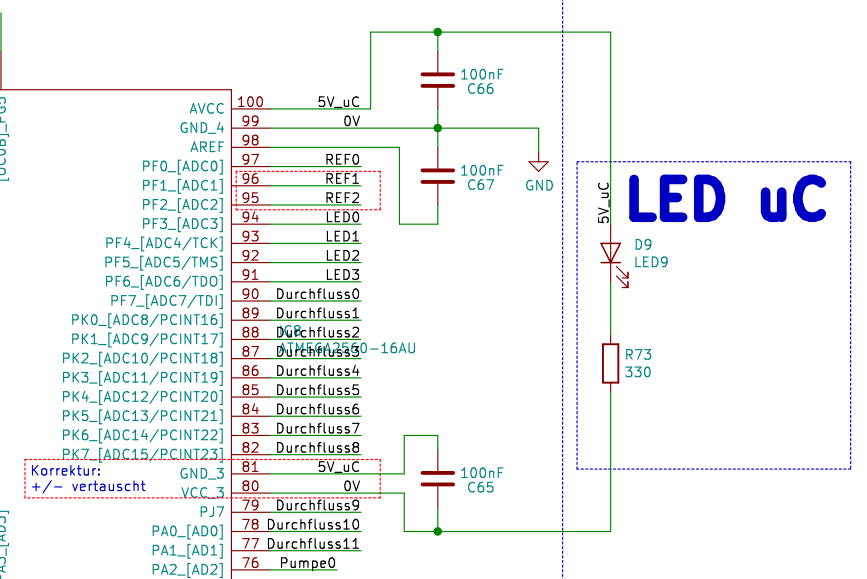 AVCC 100 5V_uC
GND_4 99 0V
AREF 98
PF0_[ADC0] 97 REF0
PF1_[ADC1] 96 REF1
PF2_[ADC2] 95 REF2
PF3_[ADC3] 94 LED0
PF4_[ADC4/TCK] 93 LED1
PF5_[ADC5/TMS] 92 LED2
PF6_[ADC6/TDO] 91 LED3
PF7_[ADC7/TDI] 90 Durchfluss0
PK0_[ADC8/PCINT16] 89 Durchfluss1
PK1_[ADC9/PCINT17] 88 Durchfluss2
PK2_[ADC10/PCINT18] 87 Durchfluss3
PK3_[ADC11/PCINT19] 86 Durchfluss4
PK4_[ADC12/PCINT20] 85 Durchfluss5
PK5_[ADC13/PCINT21] 84 Durchfluss6
PK6_[ADC14/PCINT22] 83 Durchfluss7
PK7_[ADC15/PCINT23] 82 Durchfluss8
GND_3 81 5V_uC
VCC_3 80 0V
PJ7 79 Durchfluss9
PA0_[AD0] 78 Durchfluss10
PA1_[AD1] 77 Durchfluss11
PA2_[AD2] 76 Pumpe0
ATMEGA2560-16AU
Korrektur:
+/- vertauscht
100nF
C66
100nF
C67
GND
100nF
C65
LED uC
5V_uC
D9
LED9
R73
330